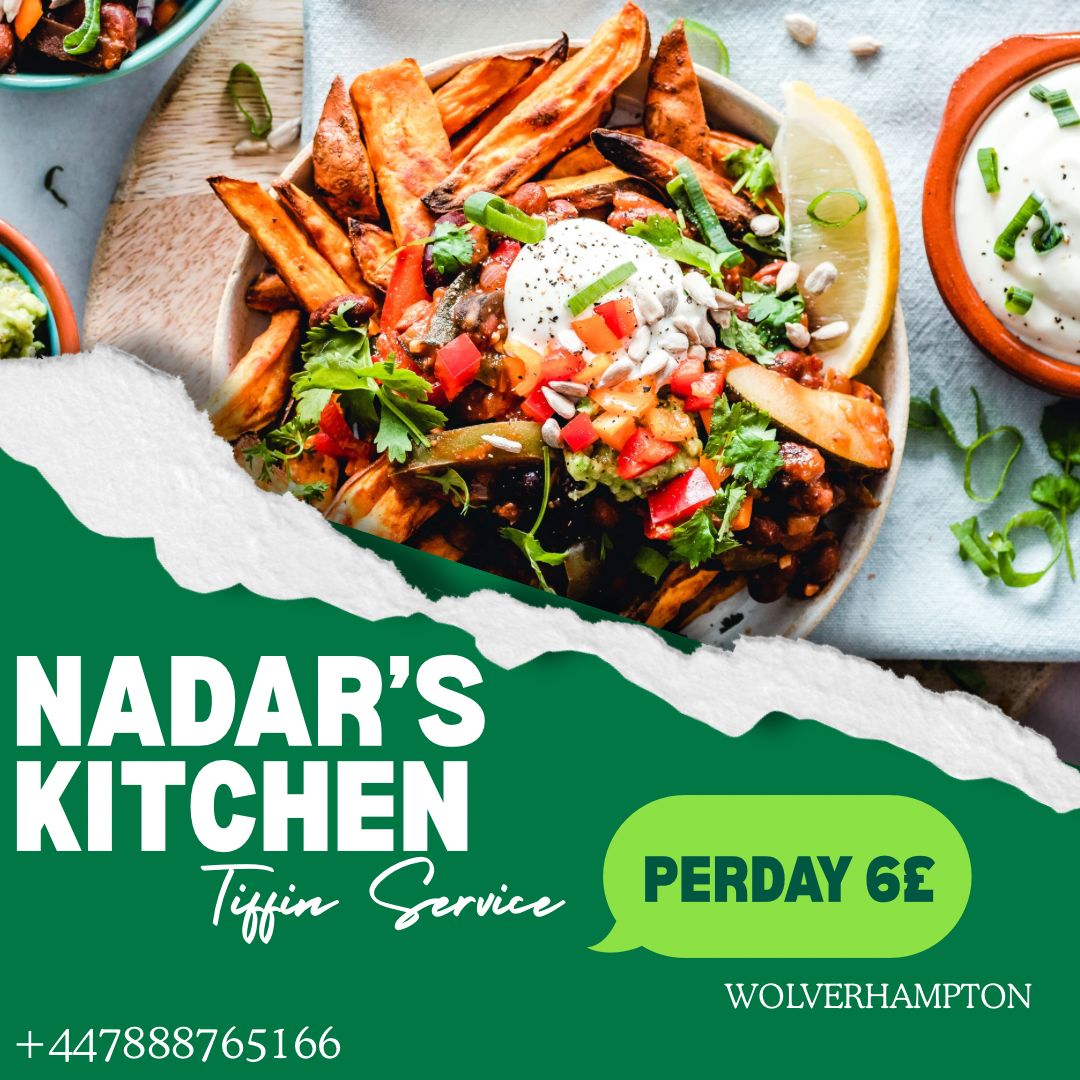 NADAR’S
KITCHEN
Tiffin Service
PERDAY 6£
WOLVERHAMPTON
+447888765166